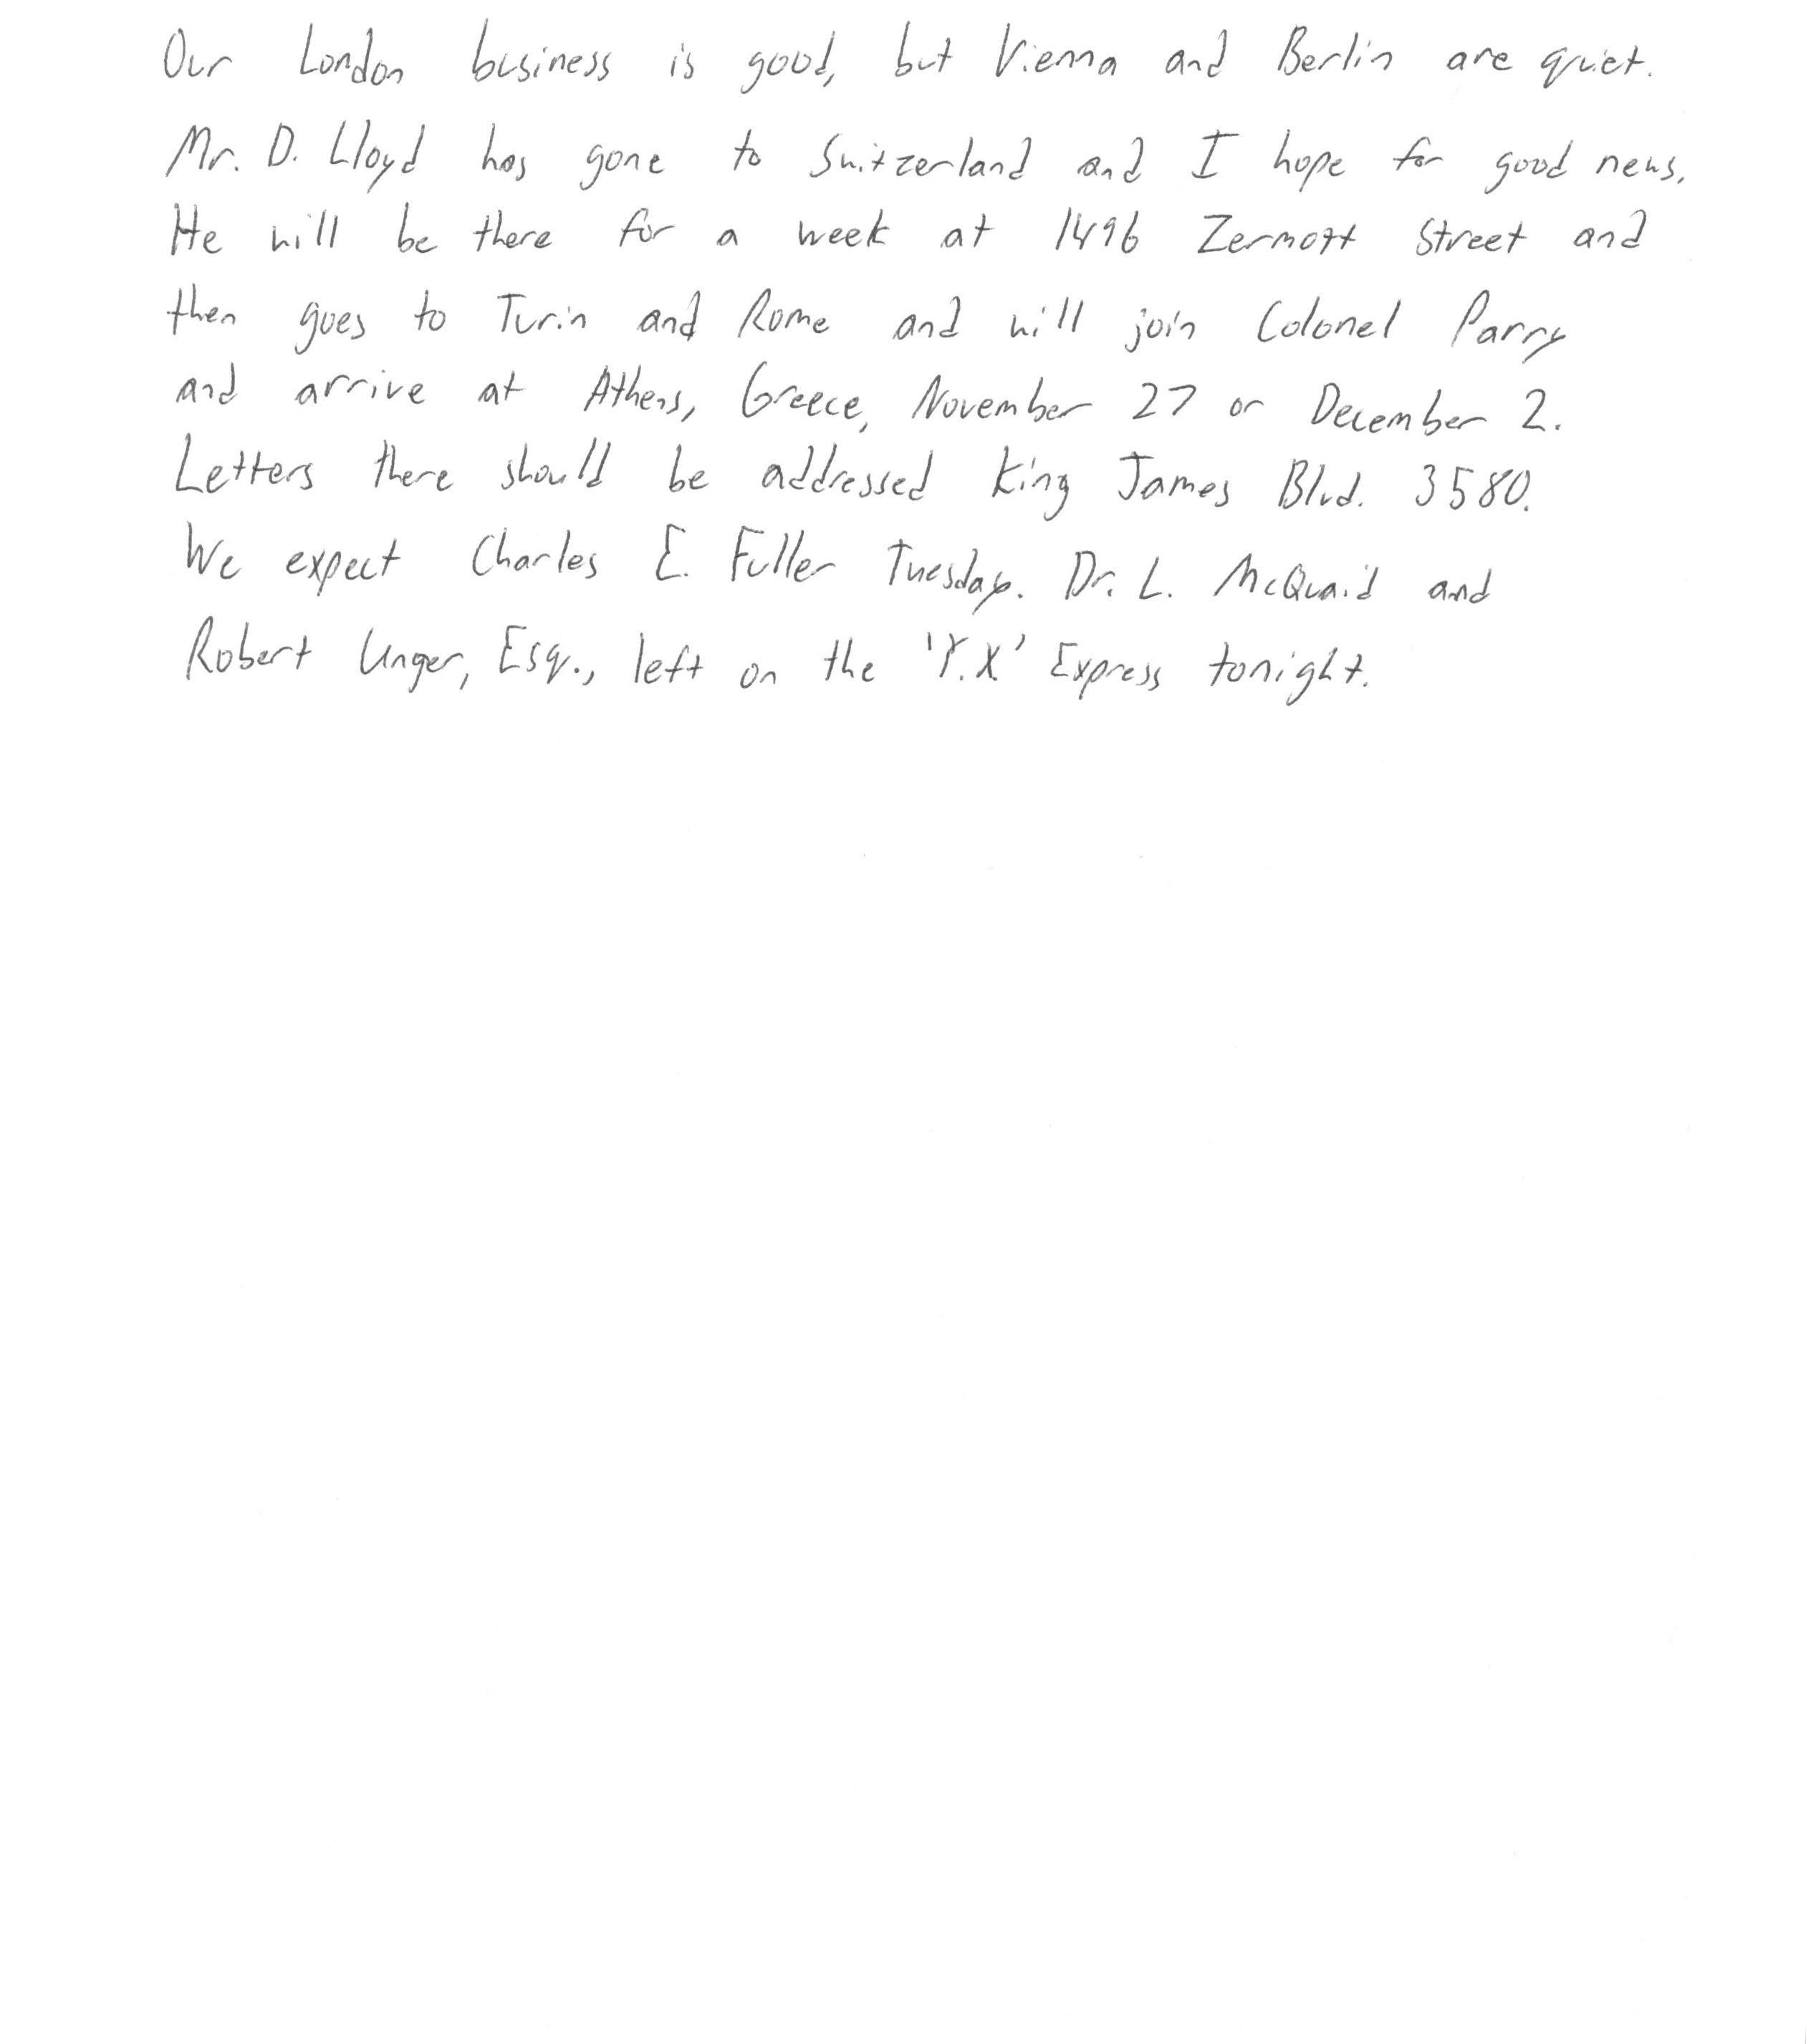 Our London business is good, but Vienna and Berlin are quiet.
Mr. D. Lloyd has gone to Switzerland and I hope for good news.
He will be there for a week at 1496 Zermott Street and
then goes to Turin and Rome and will join Colonel Parry
and arrive at Athens, Greece, November 27 or December 2.
Letters there should be addressed King James Blvd. 3580.
We expect Charles E. Fuller Tuesday. Dr. L. McQuaid and
Robert Unger, Esq., left on the 'Y.X.' Express tonight.